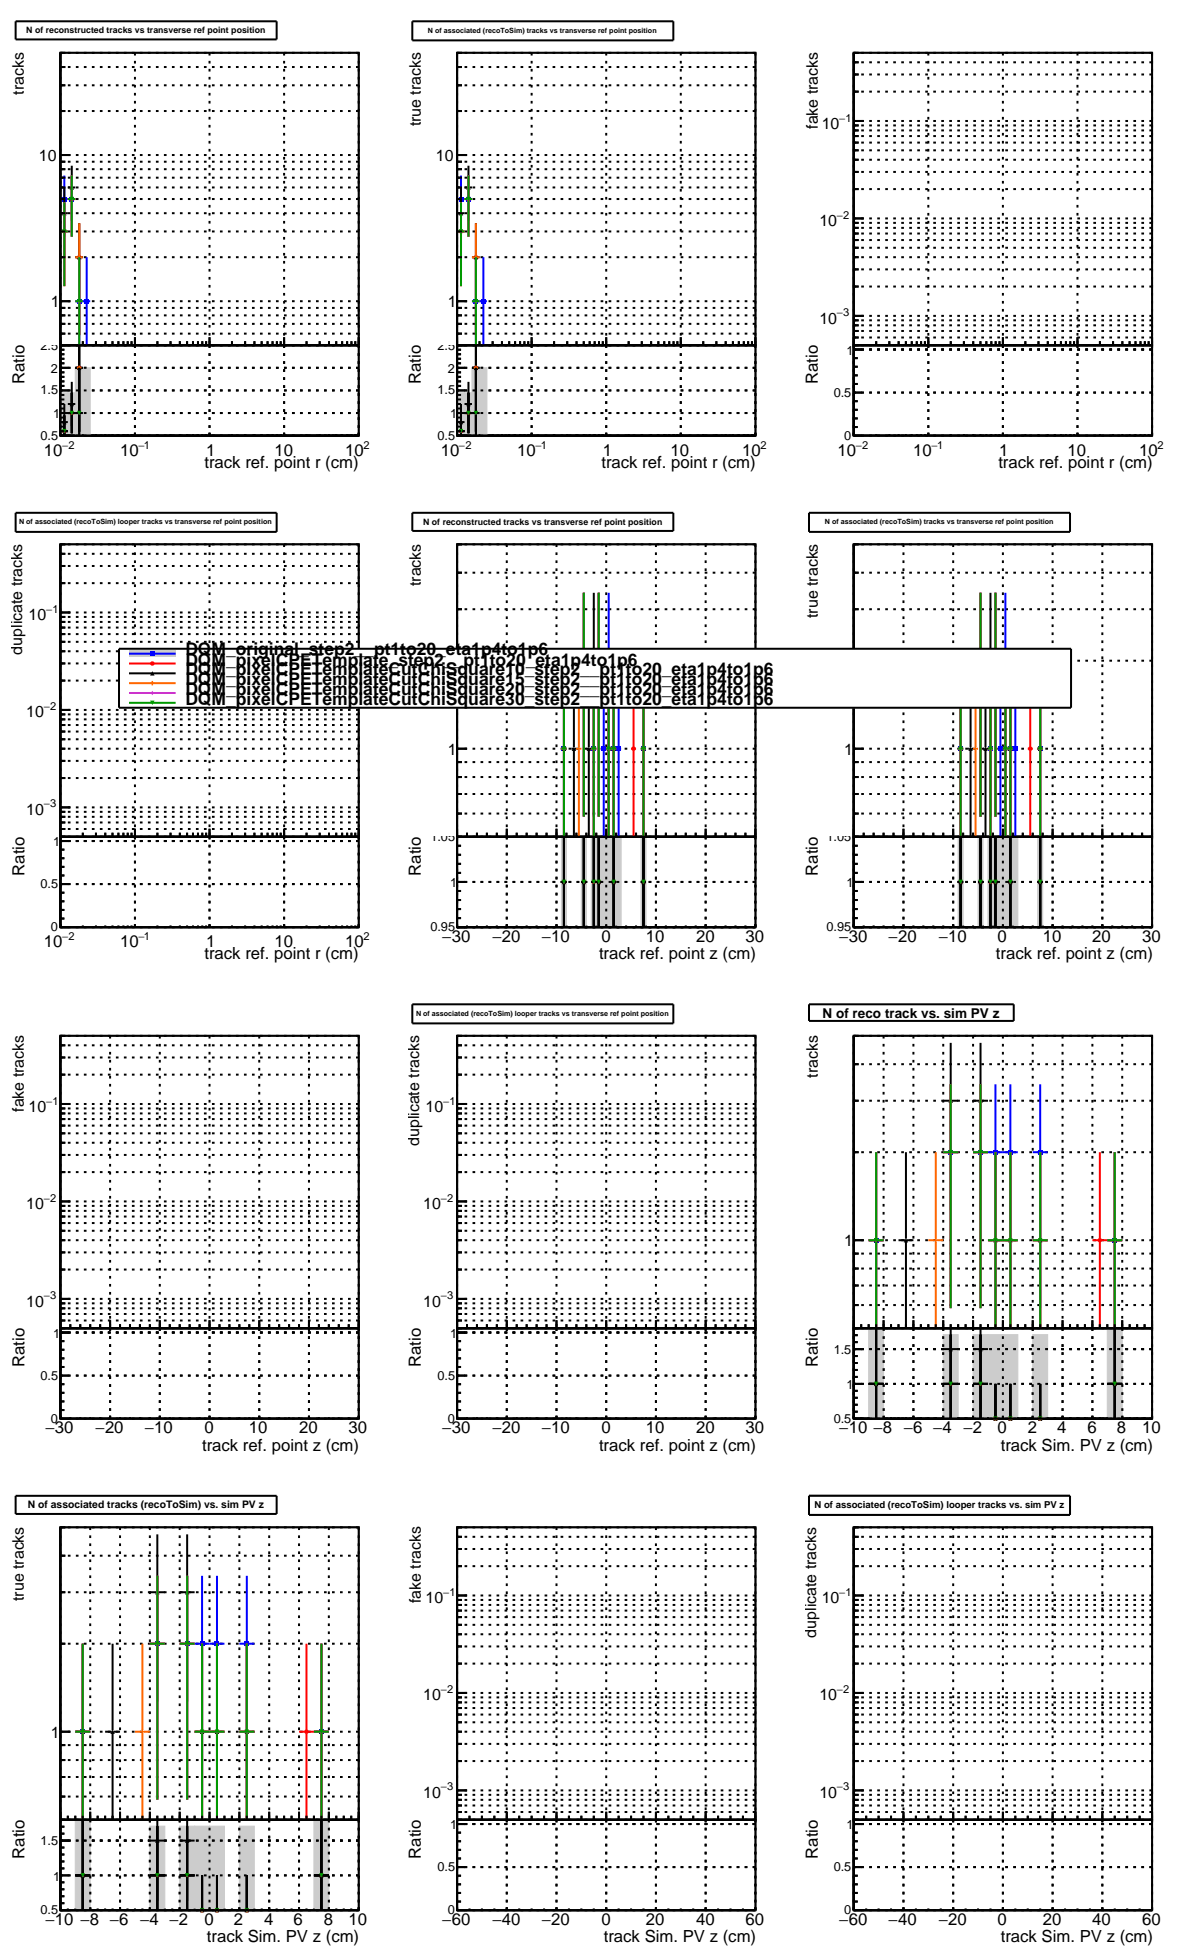 N of reconstructed tracks vs transverse ref point position
tracks
10
1
Ratio
2.5
2
1.5
1
0.5
10−2 10−1 1 10 102
track ref. point r (cm)
N of associated (recoToSim) tracks vs transverse ref point position
true tracks
10
1
Ratio
2.5
2
1.5
1
0.5
10−2 10−1 1 10 102
track ref. point r (cm)
fake tracks
10−1
10−2
10−3
Ratio
1
0.5
0
10−2 10−1 1 10 102
track ref. point r (cm)
N of associated (recoToSim) looper tracks vs transverse ref point position
duplicate tracks
10−1
10−2
10−3
Ratio
1
0.5
0
10−2 10−1 1 10 102
track ref. point r (cm)
N of reconstructed tracks vs transverse ref point position
tracks
1
Ratio
1.05
1
0.95
−30 −20 −10 0 10 20 30
track ref. point z (cm)
N of associated (recoToSim) tracks vs transverse ref point position
true tracks
1
Ratio
1.05
1
0.95
−30 −20 −10 0 10 20 30
track ref. point z (cm)
DQM_original_step2__pt1to20_eta1p4to1p6
DQM_pixelCPETemplate_step2__pt1to20_eta1p4to1p6
DQM_pixelCPETemplateCutChiSquare10_step2__pt1to20_eta1p4to1p6
DQM_pixelCPETemplateCutChiSquare15_step2__pt1to20_eta1p4to1p6
DQM_pixelCPETemplateCutChiSquare20_step2__pt1to20_eta1p4to1p6
DQM_pixelCPETemplateCutChiSquare30_step2__pt1to20_eta1p4to1p6
fake tracks
10−1
10−2
10−3
Ratio
1
0.5
0
−30 −20 −10 0 10 20 30
track ref. point z (cm)
N of associated (recoToSim) looper tracks vs transverse ref point position
duplicate tracks
10−1
10−2
10−3
Ratio
1
0.5
0
−30 −20 −10 0 10 20 30
track ref. point z (cm)
N of reco track vs. sim PV z
tracks
1
Ratio
1.5
1
0.5
−10 −8 −6 −4 −2 0 2 4 6 8 10
track Sim. PV z (cm)
N of associated tracks (recoToSim) vs. sim PV z
true tracks
1
Ratio
1.5
1
0.5
−10 −8 −6 −4 −2 0 2 4 6 8 10
track Sim. PV z (cm)
fake tracks
10−1
10−2
10−3
Ratio
1
0.5
0
−60 −40 −20 0 20 40 60
track Sim. PV z (cm)
N of associated (recoToSim) looper tracks vs. sim PV z
duplicate tracks
10−1
10−2
10−3
Ratio
1
0.5
0
−60 −40 −20 0 20 40 60
track Sim. PV z (cm)